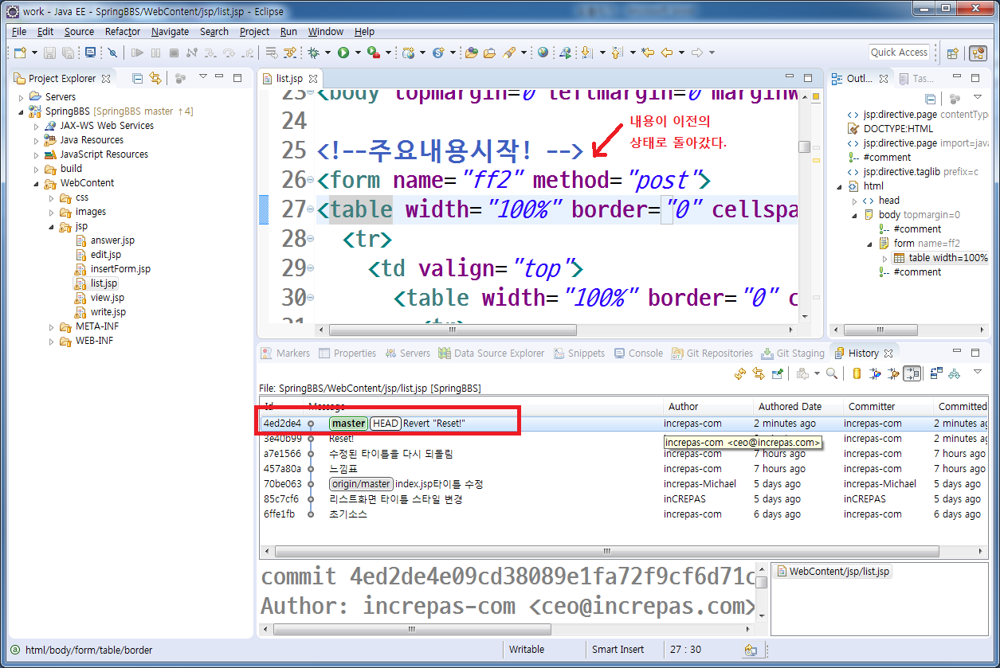 work - Java EE - SpringBBS/WebContent/jsp/list.jsp - Eclipse
File Edit Source Refactor Navigate Search Project Run Window Help
Quick Access
Project Explorer
Servers
SpringBBS [SpringBBS master ↑4]
JAX-WS Web Services
Java Resources
JavaScript Resources
build
WebContent
css
images
jsp
answer.jsp
edit.jsp
insertForm.jsp
list.jsp
view.jsp
write.jsp
META-INF
WEB-INF
list.jsp
23 <body topmargin=0 leftmargin=0 marginw
24
25 <!--주요내용시작! -->
내용이 이전의
상태로 돌아갔다.
26 <form name="ff2" method="post">
27 <table width="100%" border="0" cellspa
28 <tr>
29 <td valign="top">
30 <table width="100%" border="0" c
31 <tr>
Outl... Tas...
jsp:directive.page contentTyp
DOCTYPE:HTML
jsp:directive.page import=java
#comment
jsp:directive.taglib prefix=c
html
head
body topmargin=0
#comment
form name=ff2
table width=100%
#comment
Markers Properties Servers Data Source Explorer Snippets Console Git Repositories Git Staging History
File: SpringBBS/WebContent/jsp/list.jsp [SpringBBS]
Id Message Author Authored Date Committer Committed
4ed2de4 master HEAD Revert "Reset!" increpas-com 2 minutes ago increpas-com 2 minutes ag
3e40b99 Reset! increpas-com 2 minutes ag
increpas-com <ceo@increpas.com>
a7e1566 수정된 타이틀을 다시 되돌림 increpas-com 7 hours ago increpas-com 7 hours ago
457a80a 느낌표 increpas-com 7 hours ago increpas-com 7 hours ago
70be063 origin/master index.jsp타이틀 수정 increpas-Michael 5 days ago increpas-Michael 5 days ago
85c7cf6 리스트화면 타이틀 스타일 변경 inCREPAS 5 days ago inCREPAS 5 days ago
6ffe1fb 초기소스 increpas-com 6 days ago increpas-com 6 days ago
commit 4ed2de4e09cd38089e1fa72f9cf6d71c
Author: increpas-com <ceo@increpas.com>
WebContent/jsp/list.jsp
html/body/form/table/border Writable Smart Insert 27 : 30